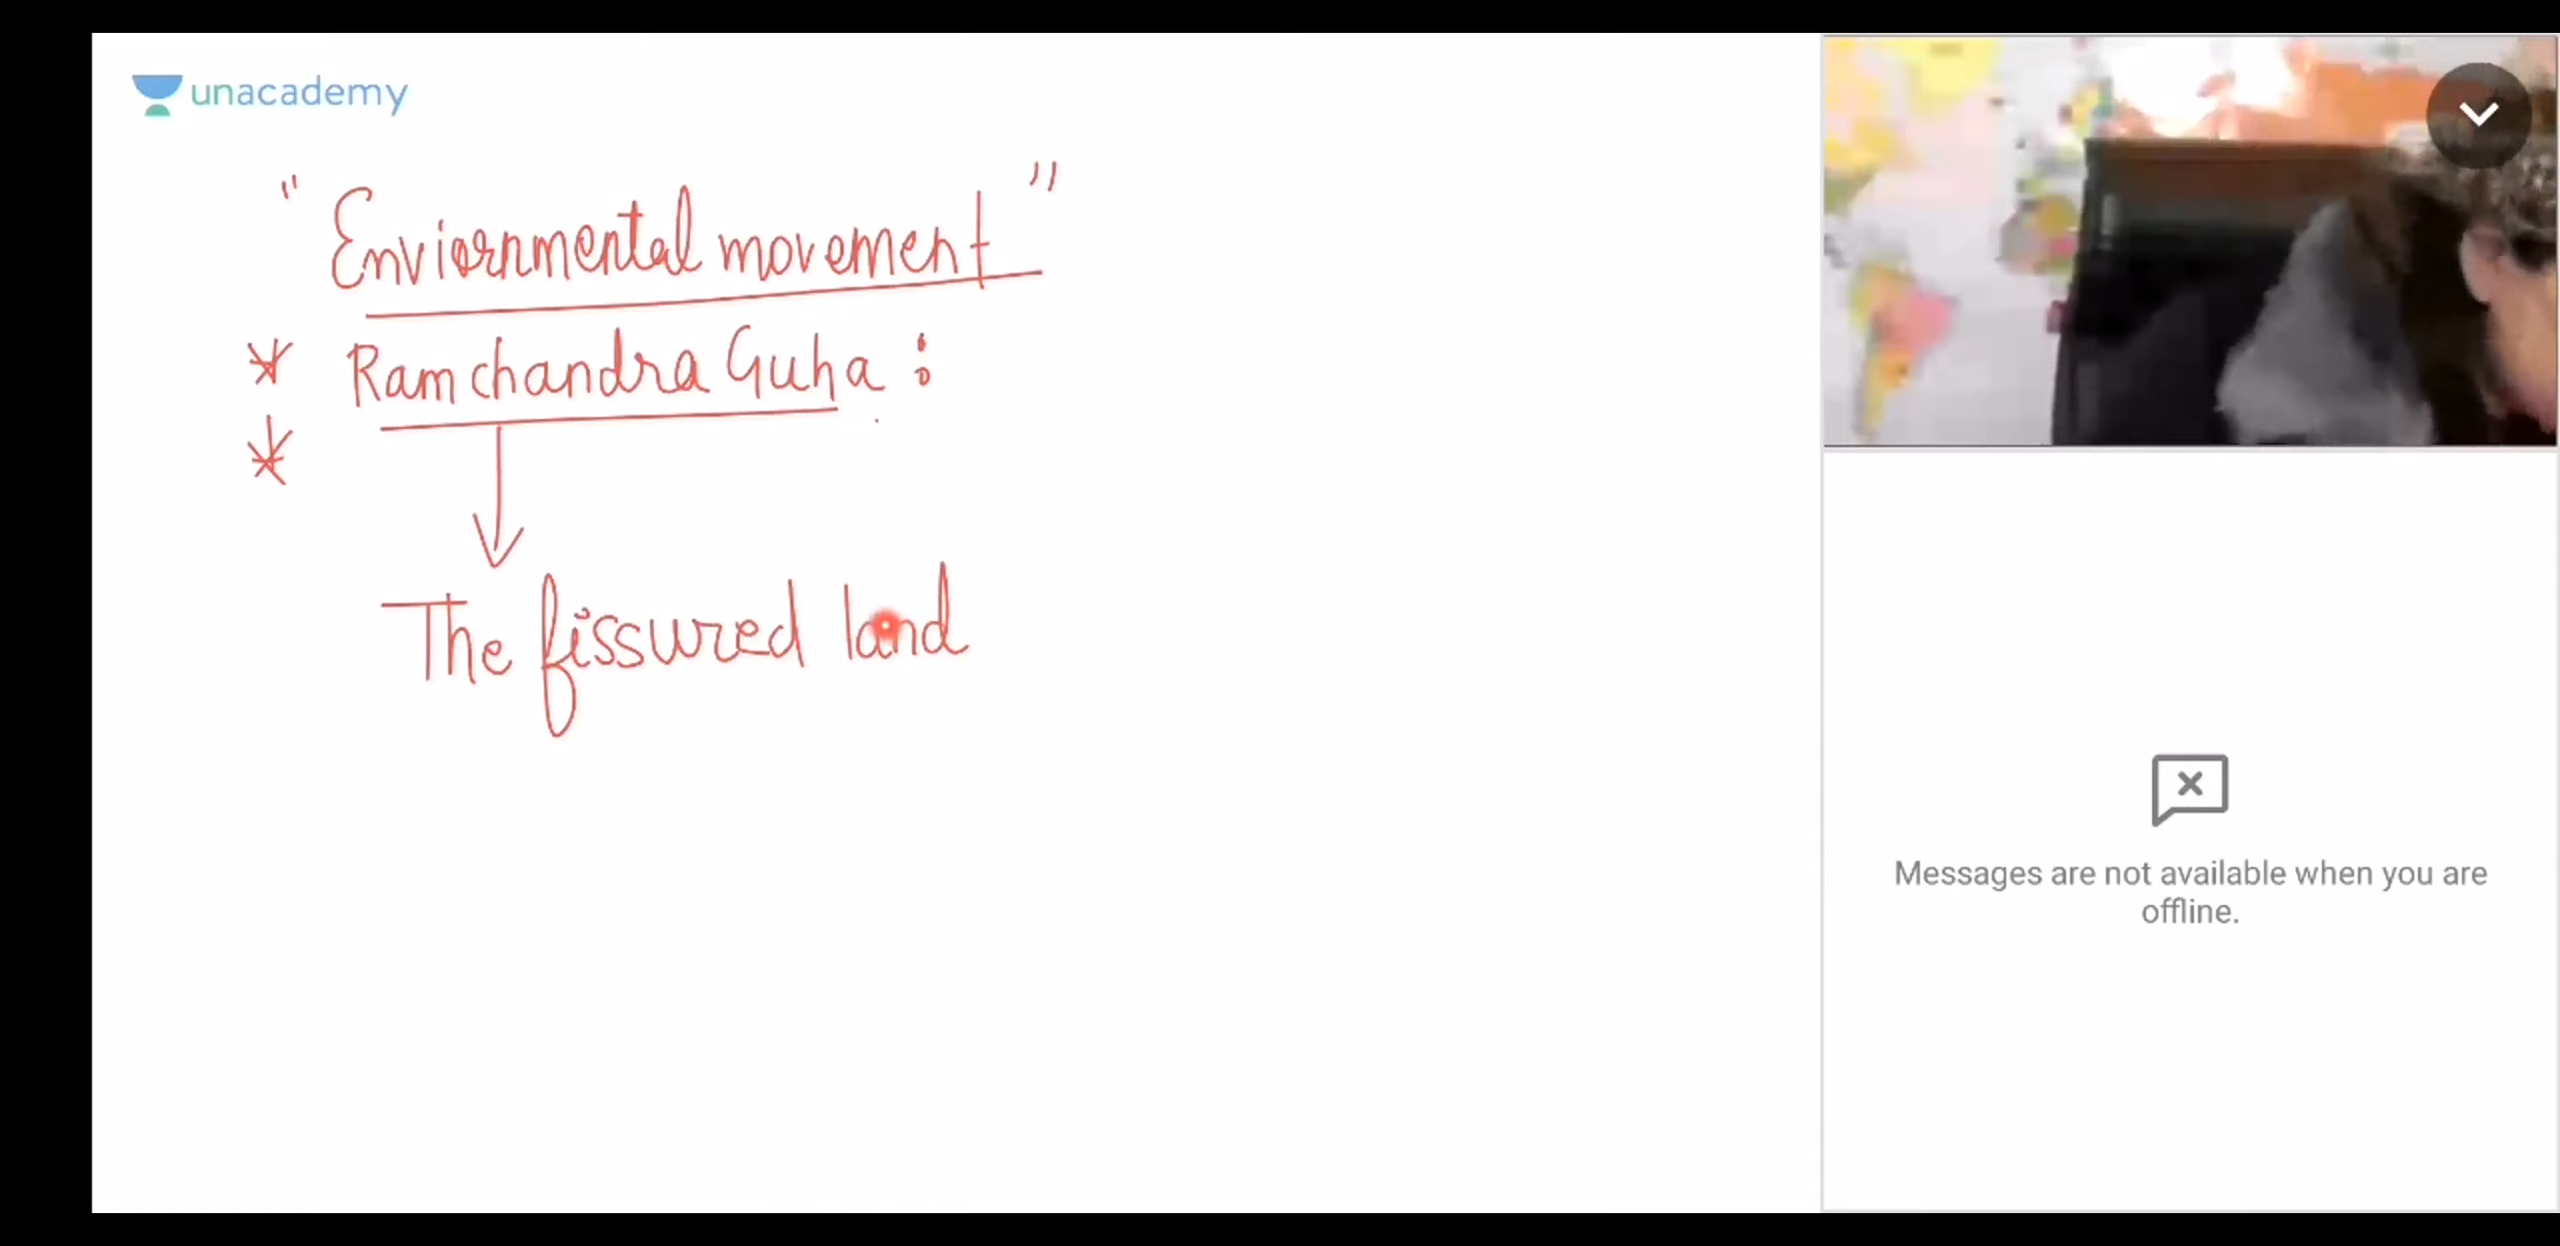 unacademy
" Enviornmental movement "
* Ramchandra Guha :
*
The fissured land
Messages are not available when you are
offline.